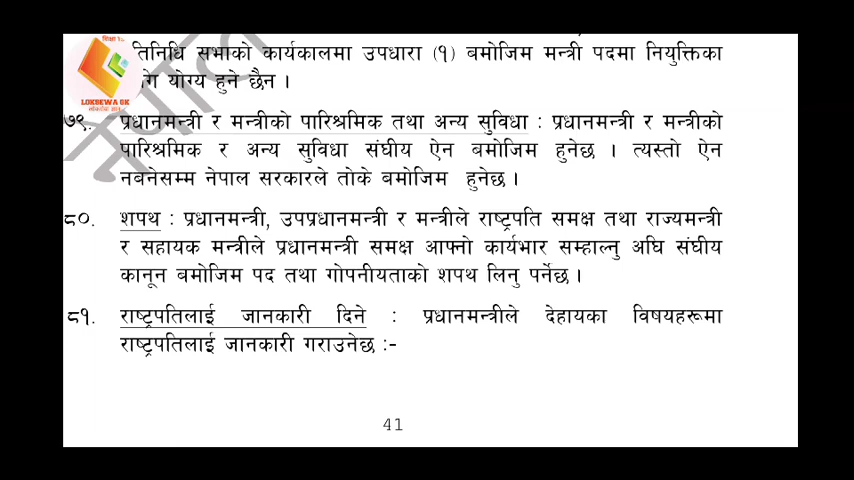 शिक्षा
LOKSEWA GK
नेपाल
तिनिधि सभाको कार्यकालमा उपधारा (१) बमोजिम मन्त्री पदमा नियुक्तिका
योग्य हुने छैन ।
७९. प्रधानमन्त्री र मन्त्रीको पारिश्रमिक तथा अन्य सुविधा : प्रधानमन्त्री र मन्त्रीको
पारिश्रमिक र अन्य सुविधा संघीय ऐन बमोजिम हुनेछ । त्यस्तो ऐन
नबनेसम्म नेपाल सरकारले तोके बमोजिम हुनेछ ।
८०. शपथ : प्रधानमन्त्री, उपप्रधानमन्त्री र मन्त्रीले राष्ट्रपति समक्ष तथा राज्यमन्त्री
र सहायक मन्त्रीले प्रधानमन्त्री समक्ष आफ्नो कार्यभार सम्हाल्नु अघि संघीय
कानून बमोजिम पद तथा गोपनीयताको शपथ लिनु पर्नेछ ।
८१. राष्ट्रपतिलाई जानकारी दिने : प्रधानमन्त्रीले देहायका विषयहरूमा
राष्ट्रपतिलाई जानकारी गराउनेछ :-
41